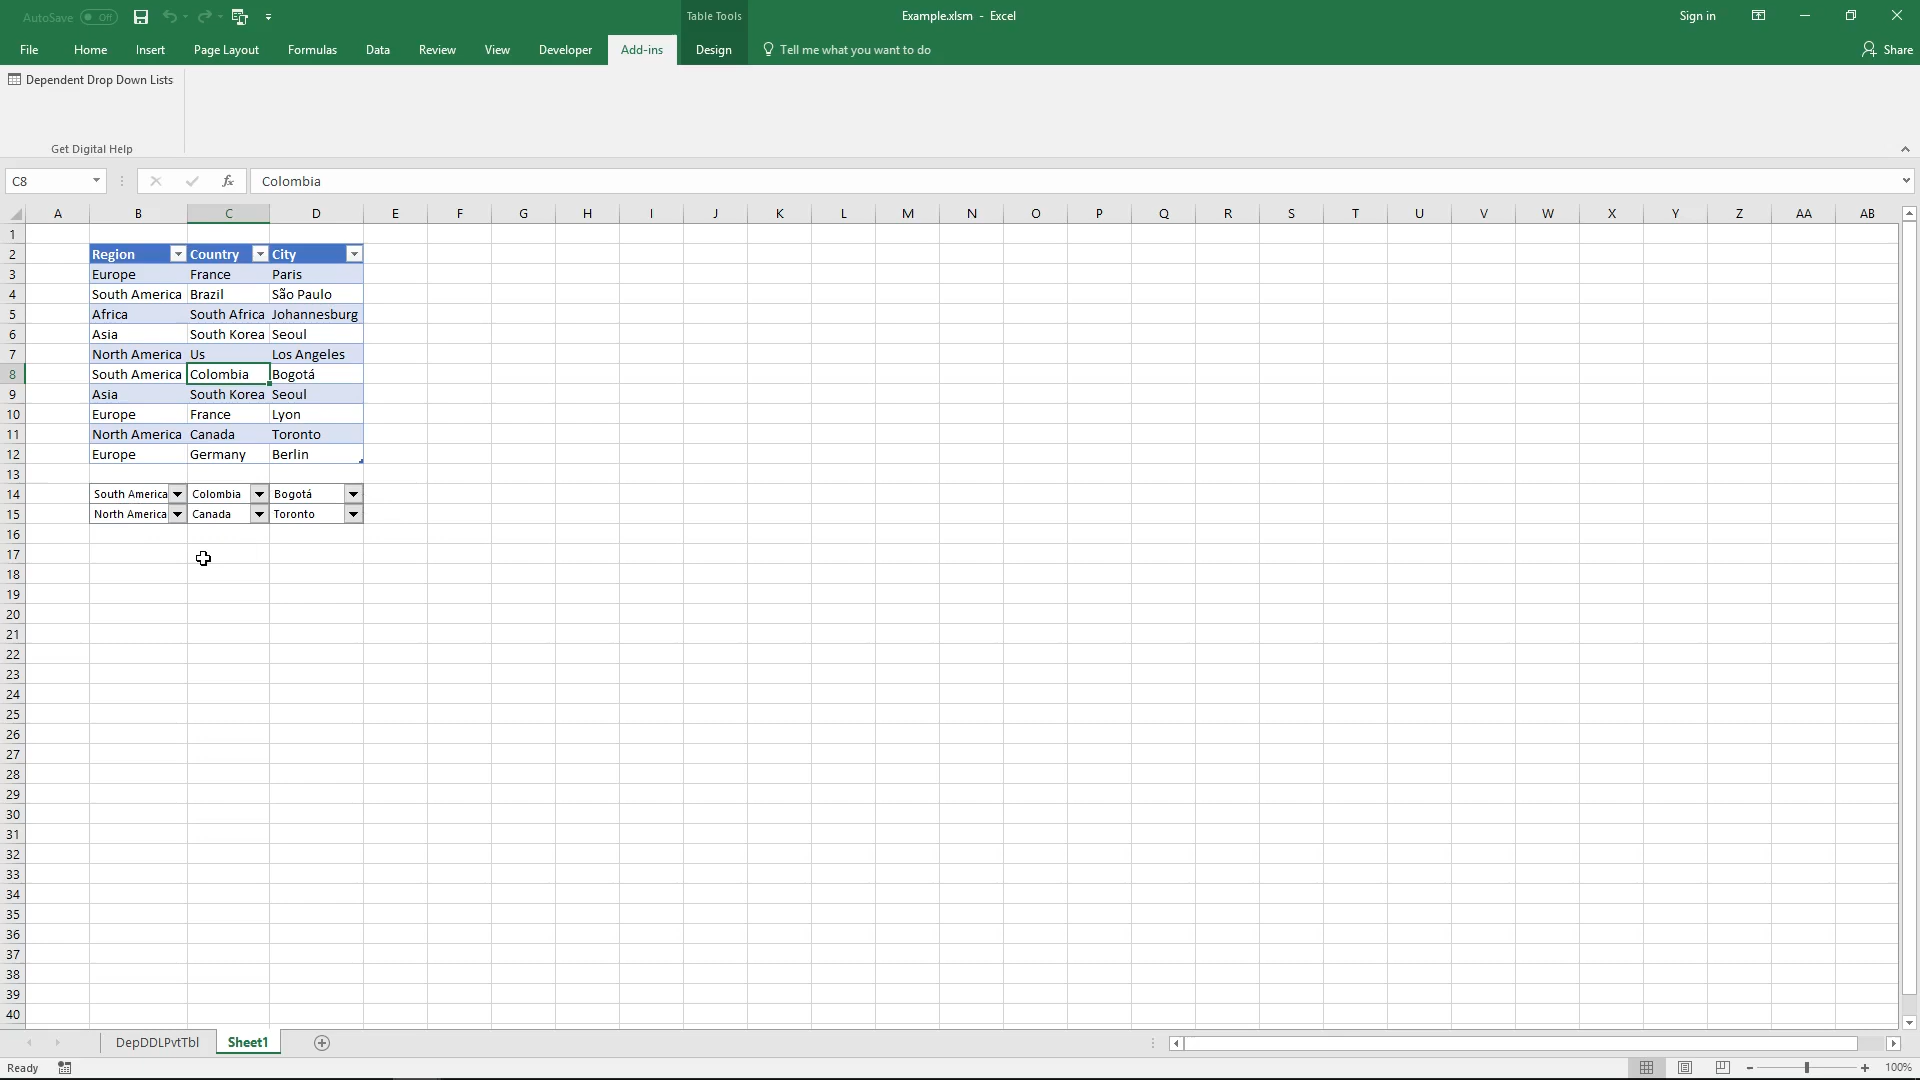 AutoSave Off
Table Tools
Example.xlsm - Excel
Sign in
File Home Insert Page Layout Formulas Data Review View Developer Add-ins Design Tell me what you want to do Share
Dependent Drop Down Lists
Get Digital Help
C8 fx Colombia
A B C D E F G H I J K L M N O P Q R S T U V W X Y Z AA AB
1
2 Region Country City
3 Europe France Paris
4 South America Brazil São Paulo
5 Africa South Africa Johannesburg
6 Asia South Korea Seoul
7 North America Us Los Angeles
8 South America Colombia Bogotá
9 Asia South Korea Seoul
10 Europe France Lyon
11 North America Canada Toronto
12 Europe Germany Berlin
13
14 South America Colombia Bogotá
15 North America Canada Toronto
16
17
18
19
20
21
22
23
24
25
26
27
28
29
30
31
32
33
34
35
36
37
38
39
40
DepDDLPvtTbl Sheet1
Ready 100%